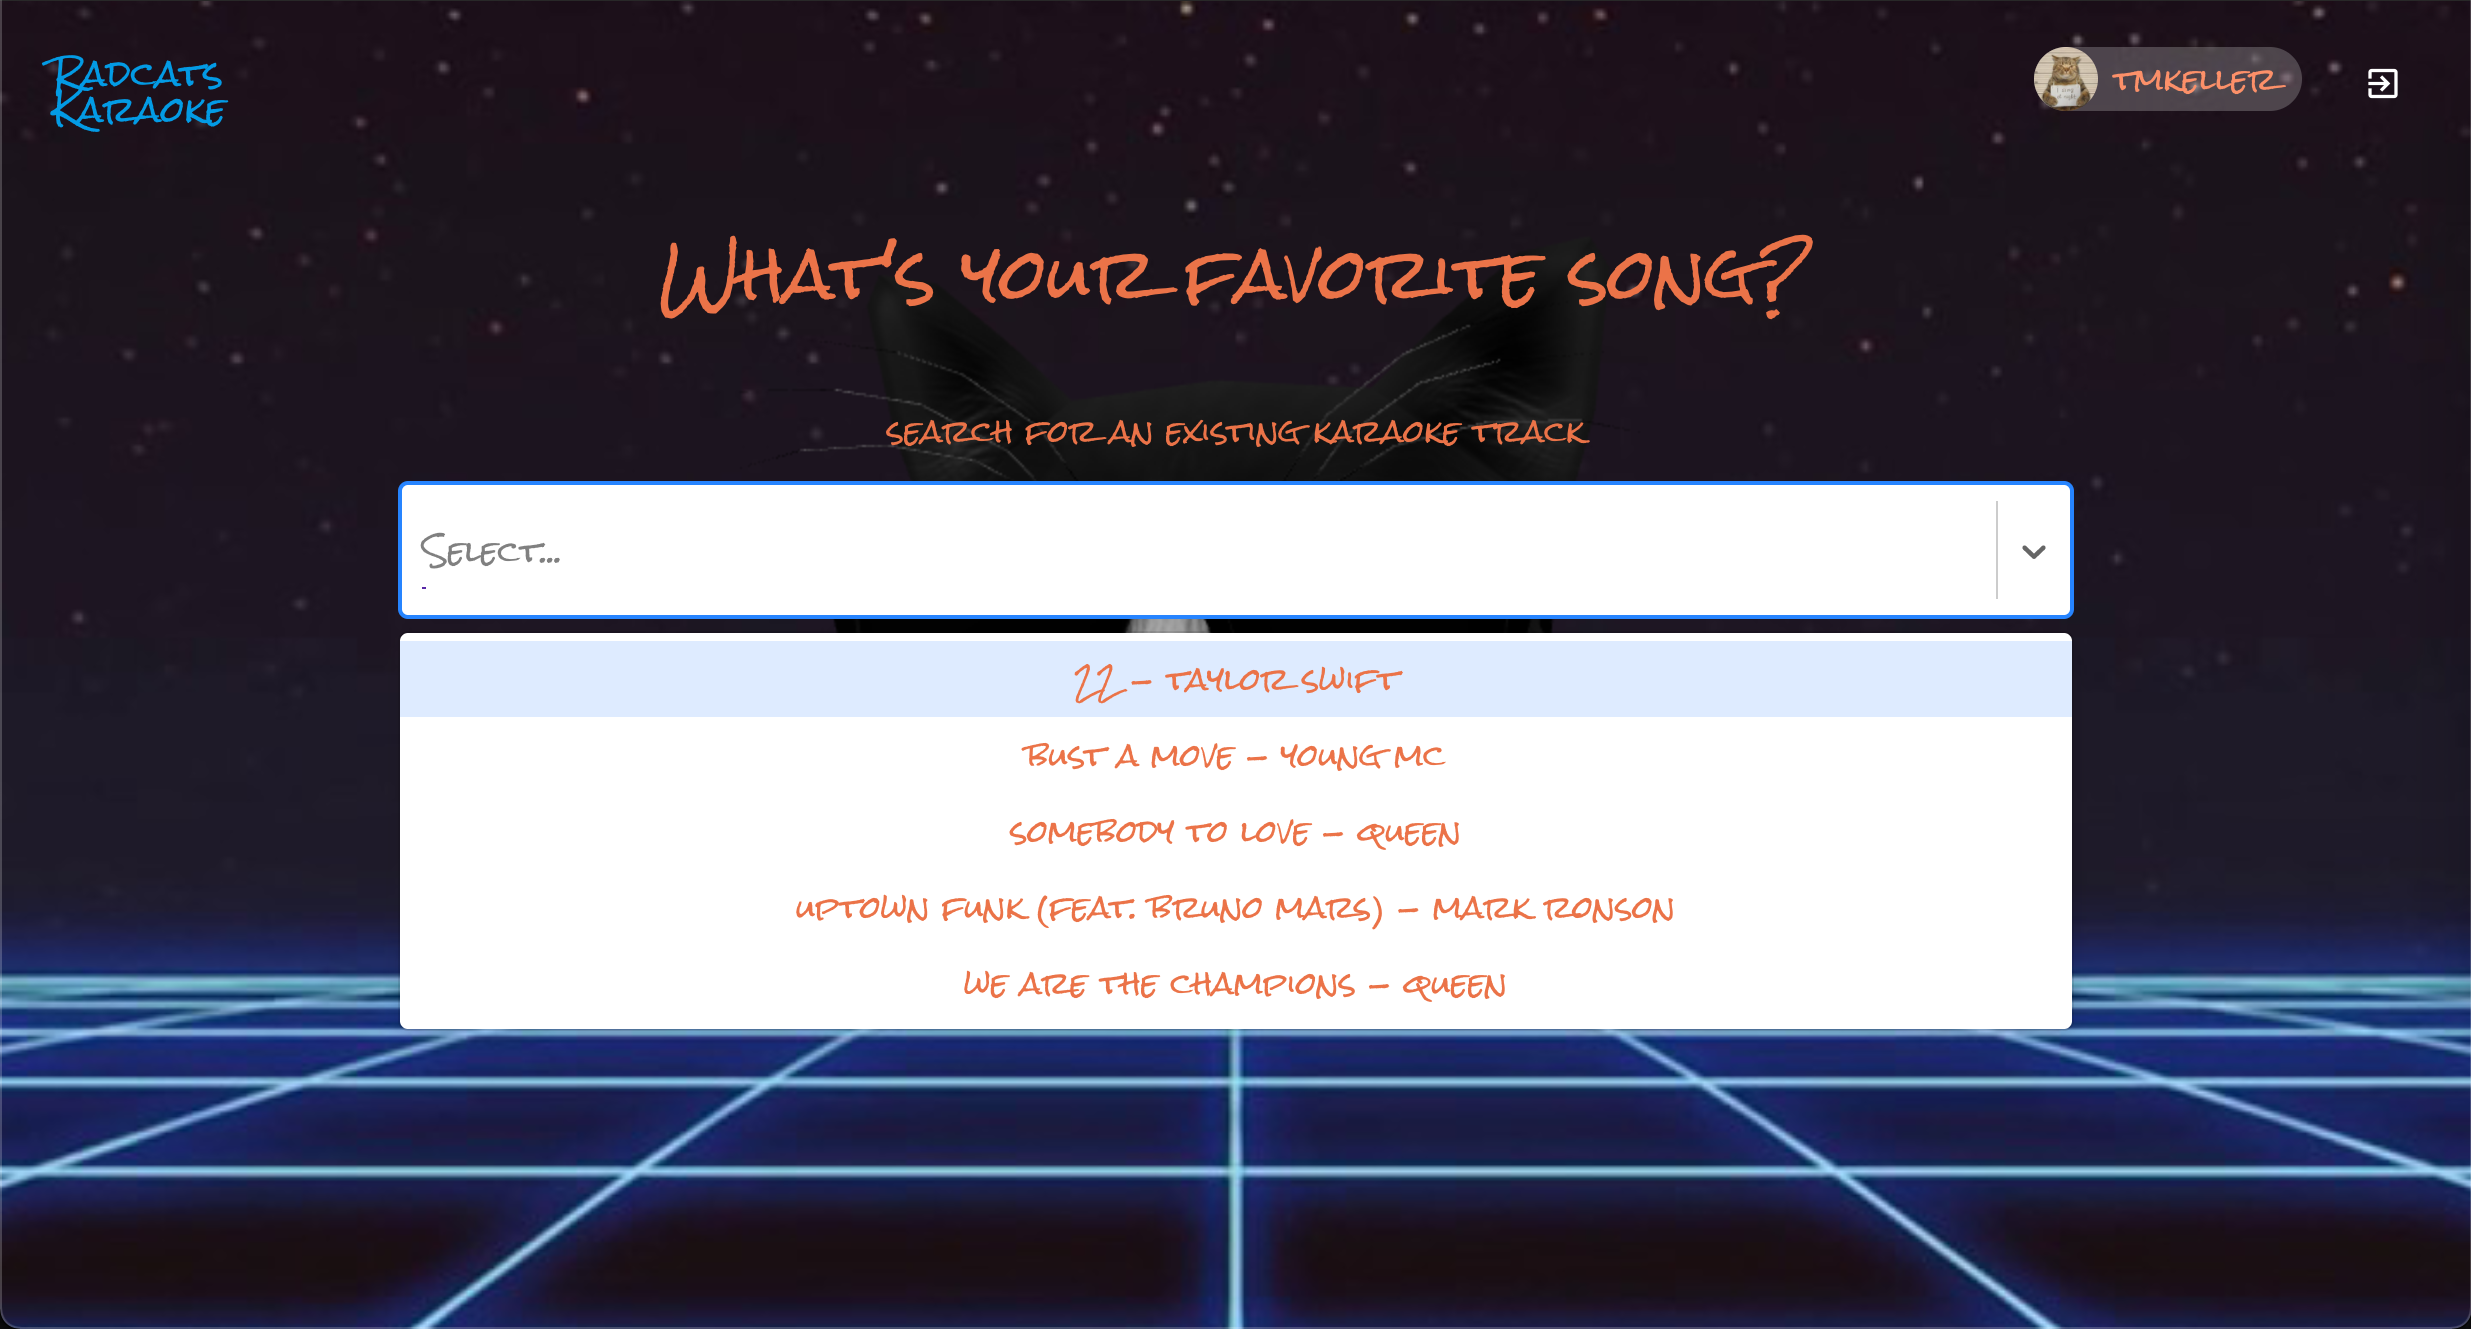 Radcats
Karaoke
tmkeller
What's your favorite song?
search for an existing karaoke track
Select...
22 - Taylor Swift
Bust a Move - Young MC
Somebody to Love - Queen
Uptown Funk (feat. Bruno Mars) - Mark Ronson
We Are the Champions - Queen